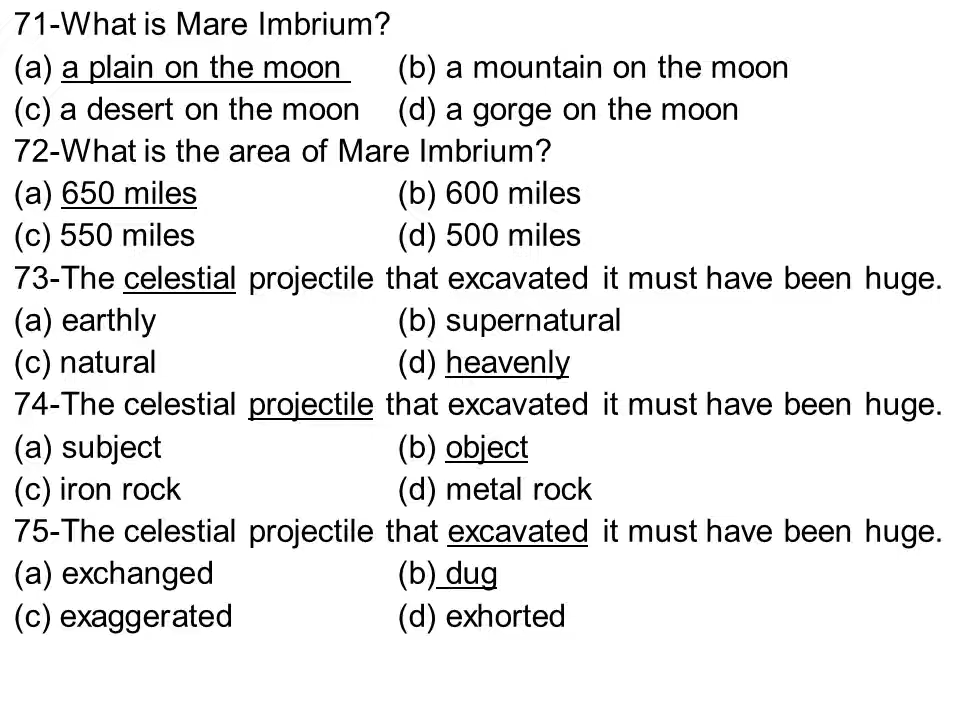 71-What is Mare Imbrium?
(a) a plain on the moon (b) a mountain on the moon
(c) a desert on the moon (d) a gorge on the moon
72-What is the area of Mare Imbrium?
(a) 650 miles (b) 600 miles
(c) 550 miles (d) 500 miles
73-The celestial projectile that excavated it must have been huge.
(a) earthly (b) supernatural
(c) natural (d) heavenly
74-The celestial projectile that excavated it must have been huge.
(a) subject (b) object
(c) iron rock (d) metal rock
75-The celestial projectile that excavated it must have been huge.
(a) exchanged (b) dug
(c) exaggerated (d) exhorted